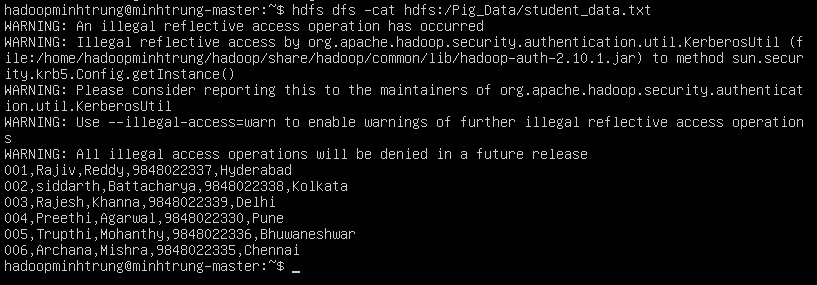 hadoopminhtrung@minhtrung-master:~$ hdfs dfs -cat hdfs:/Pig_Data/student_data.txt
WARNING: An illegal reflective access operation has occurred
WARNING: Illegal reflective access by org.apache.hadoop.security.authentication.util.KerberosUtil (f
ile:/home/hadoopminhtrung/hadoop/share/hadoop/common/lib/hadoop-auth-2.10.1.jar) to method sun.secur
ity.krb5.Config.getInstance()
WARNING: Please consider reporting this to the maintainers of org.apache.hadoop.security.authenticat
ion.util.KerberosUtil
WARNING: Use --illegal-access=warn to enable warnings of further illegal reflective access operation
s
WARNING: All illegal access operations will be denied in a future release
001,Rajiv,Reddy,9848022337,Hyderabad
002,siddarth,Battacharya,9848022338,Kolkata
003,Rajesh,Khanna,9848022339,Delhi
004,Preethi,Agarwal,9848022330,Pune
005,Trupthi,Mohanthy,9848022336,Bhuwaneshwar
006,Archana,Mishra,9848022335,Chennai
hadoopminhtrung@minhtrung-master:~$ _